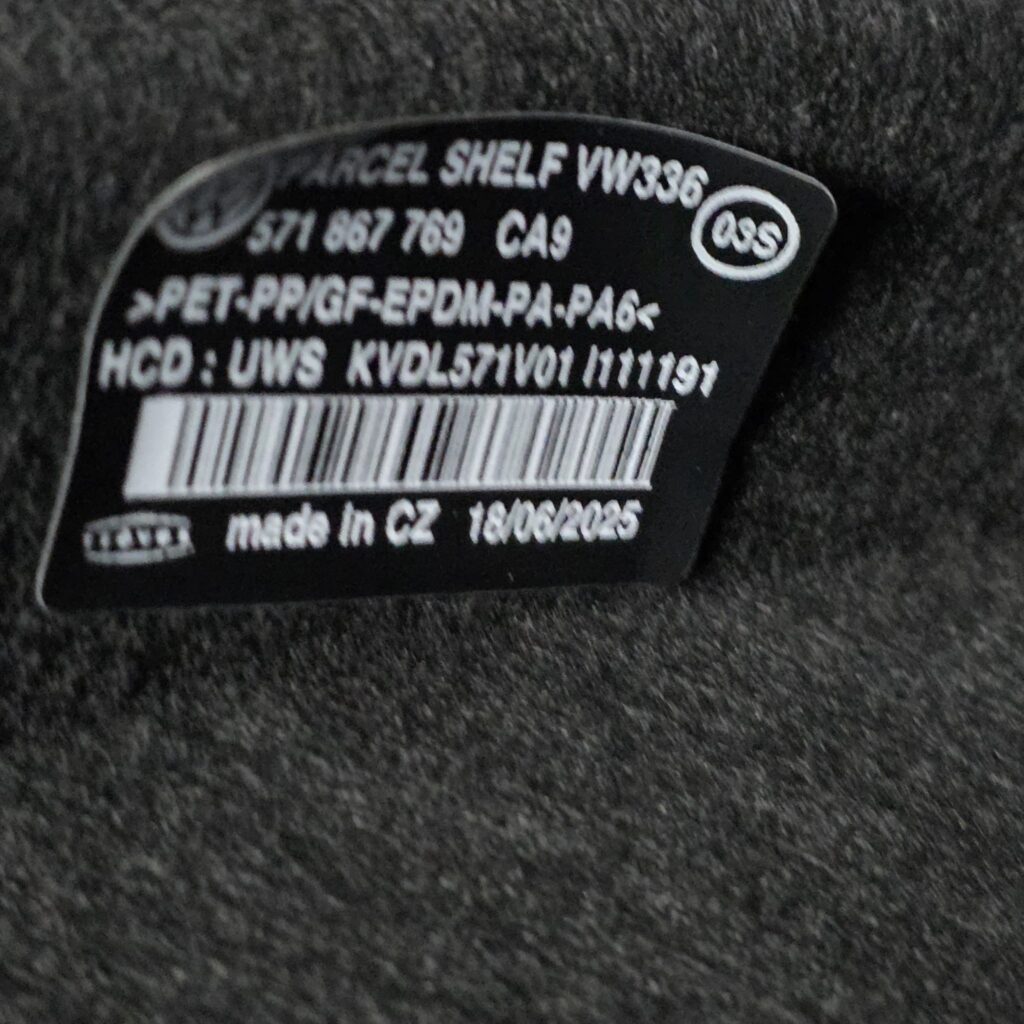 PARCEL SHELF VW336
03S
571 867 769 CA9
>PET-PP/GF-EPDM-PA-PA6<
HCD : UWS KVDL571V01 /111191
made in CZ 18/06/2025